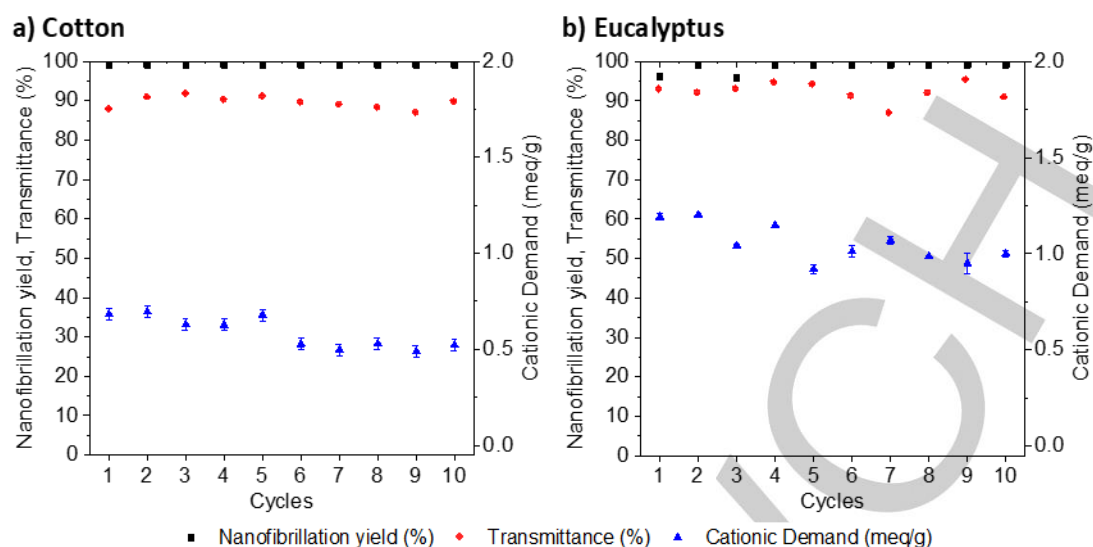 a) Cotton
b) Eucalyptus
Nanofibrillation yield, Transmittance (%)
100
90
80
70
60
50
40
30
20
10
0
2.0
1.5
1.0
0.5
0.0
Cationic Demand (meq/g)
1 2 3 4 5 6 7 8 9 10
Cycles
Nanofibrillation yield, Transmittance (%)
100
90
80
70
60
50
40
30
20
10
0
2.0
1.5
1.0
0.5
0.0
Cationic Demand (meq/g)
1 2 3 4 5 6 7 8 9 10
Cycles
Nanofibrillation yield (%) Transmittance (%) Cationic Demand (meq/g)